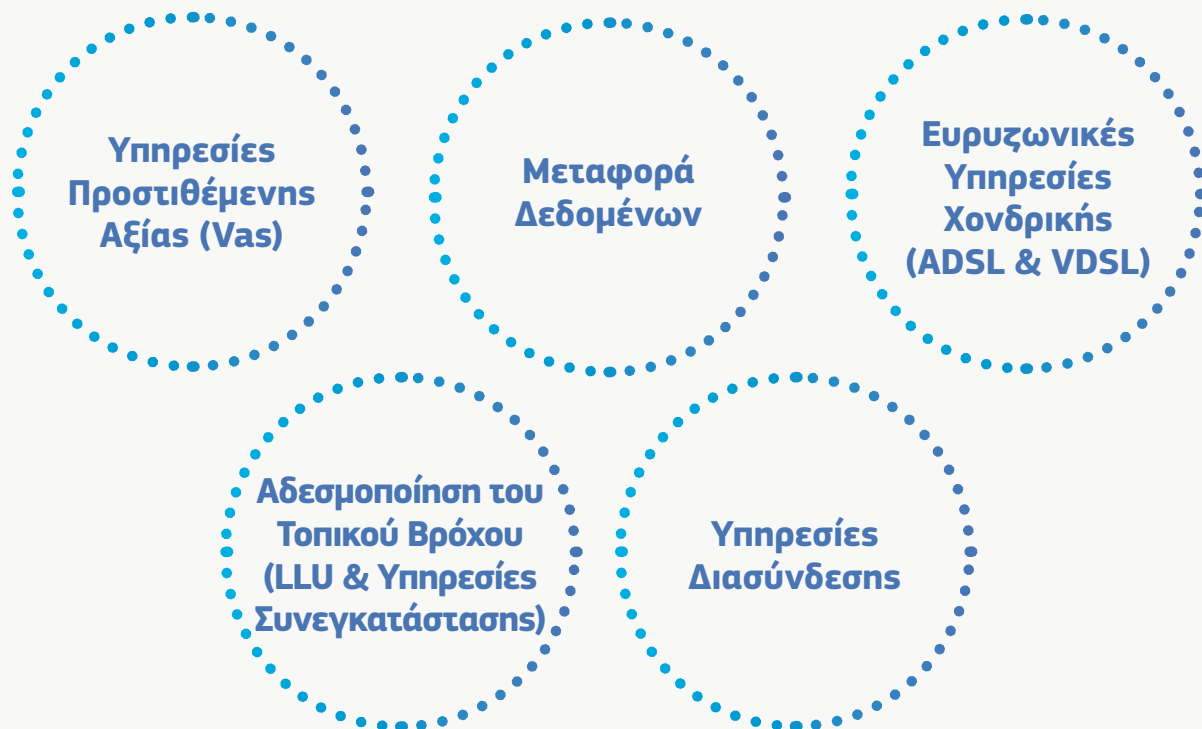 Υπηρεσίες
Προστιθέμενης
Αξίας (Vas)
Μεταφορά
Δεδομένων
Ευρυζωνικές
Υπηρεσίες
Χονδρικής
(ADSL & VDSL)
Αδεσμοποίηση του
Τοπικού Βρόχου
(LLU & Υπηρεσίες
Συνεγκατάστασης)
Υπηρεσίες
Διασύνδεσης